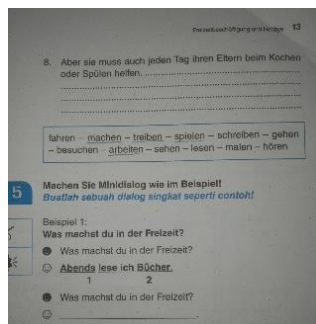 13
8. Aber sie muss auch jeden Tag ihren Eltern beim Kochen
oder Spülen helfen.
fahren – machen – treiben – spielen – schreiben – gehen
– besuchen – arbeiten – sehen – lesen – malen – hören
5
Machen Sie Minidialog wie im Beispiel!
Buatlah sebuah dialog singkat seperti contoh!
Beispiel 1:
Was machst du in der Freizeit?
Was machst du in der Freizeit?
Abends lese ich Bücher.
1 2
Was machst du in der Freizeit?